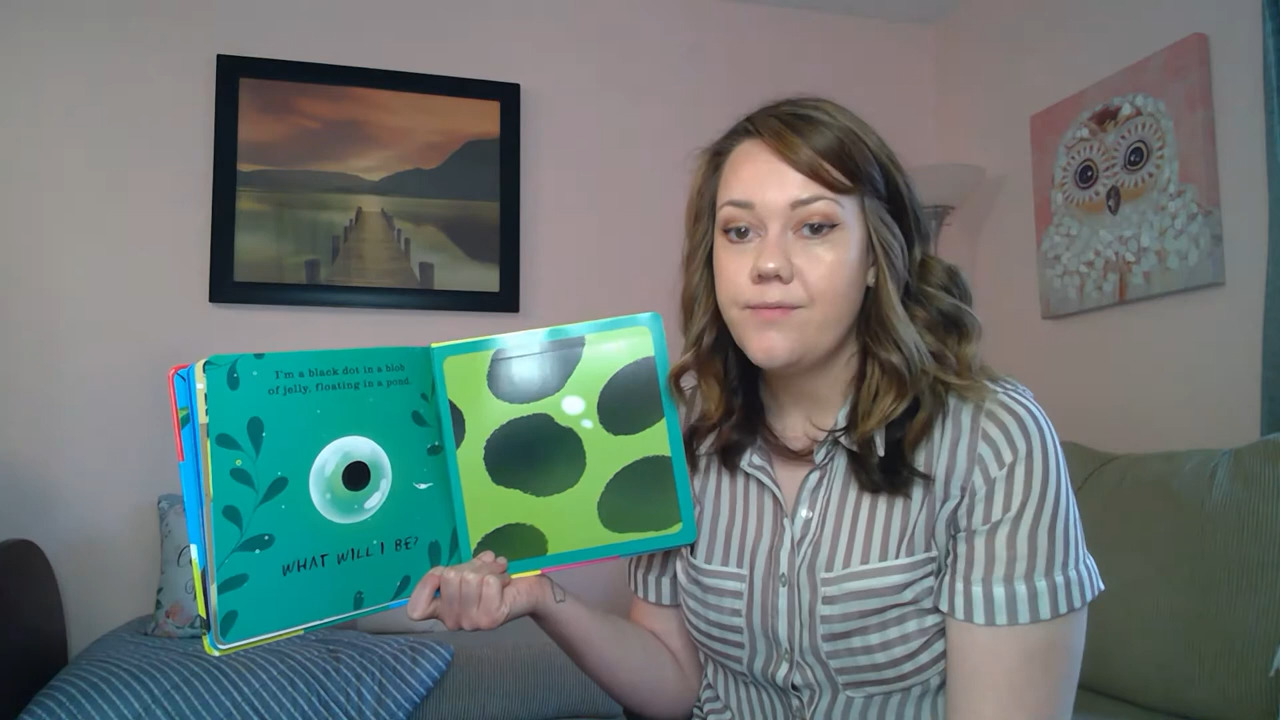 I'm a black dot in a blob
of jelly, floating in a pond.
WHAT WILL I BE?